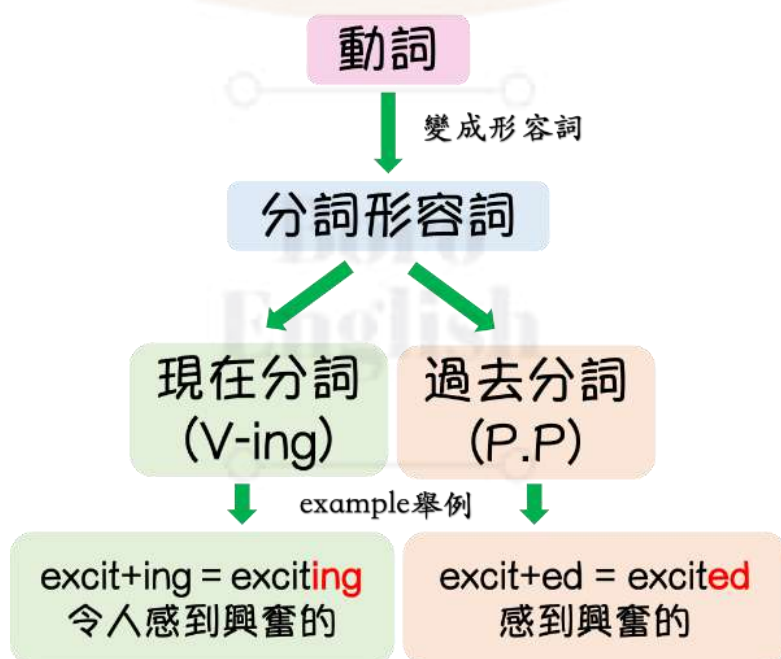 動詞
變成形容詞
分詞形容詞
English
現在分詞
(V-ing)
過去分詞
(P.P)
example舉例
excit+ing = exciting
令人感到興奮的
excit+ed = excited
感到興奮的